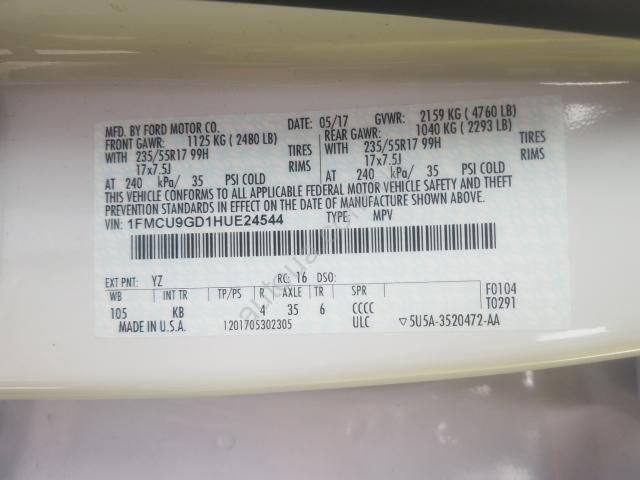 MFD. BY FORD MOTOR CO. DATE: 05/17 GVWR: 2159 KG ( 4760 LB)
FRONT GAWR: 1125 KG ( 2480 LB) REAR GAWR: 1040 KG ( 2293 LB)
WITH 235/55R17 99H TIRES WITH 235/55R17 99H TIRES
17x7.5J RIMS 17x7.5J RIMS
AT 240 kPa/ 35 PSI COLD AT 240 kPa/ 35 PSI COLD
THIS VEHICLE CONFORMS TO ALL APPLICABLE FEDERAL MOTOR VEHICLE SAFETY AND THEFT
PREVENTION STANDARDS IN EFFECT ON THE DATE OF MANUFACTURE SHOWN ABOVE.
VIN: 1FMCU9GD1HUE24544 TYPE: MPV
EXT PNT: YZ RC: 16 DSO: F0104
WB INT TR TP/PS R AXLE TR SPR T0291
105 KB 4 35 6 CCCC
MADE IN U.S.A. 1201705302305 ULC ▽5U5A-3520472-AA